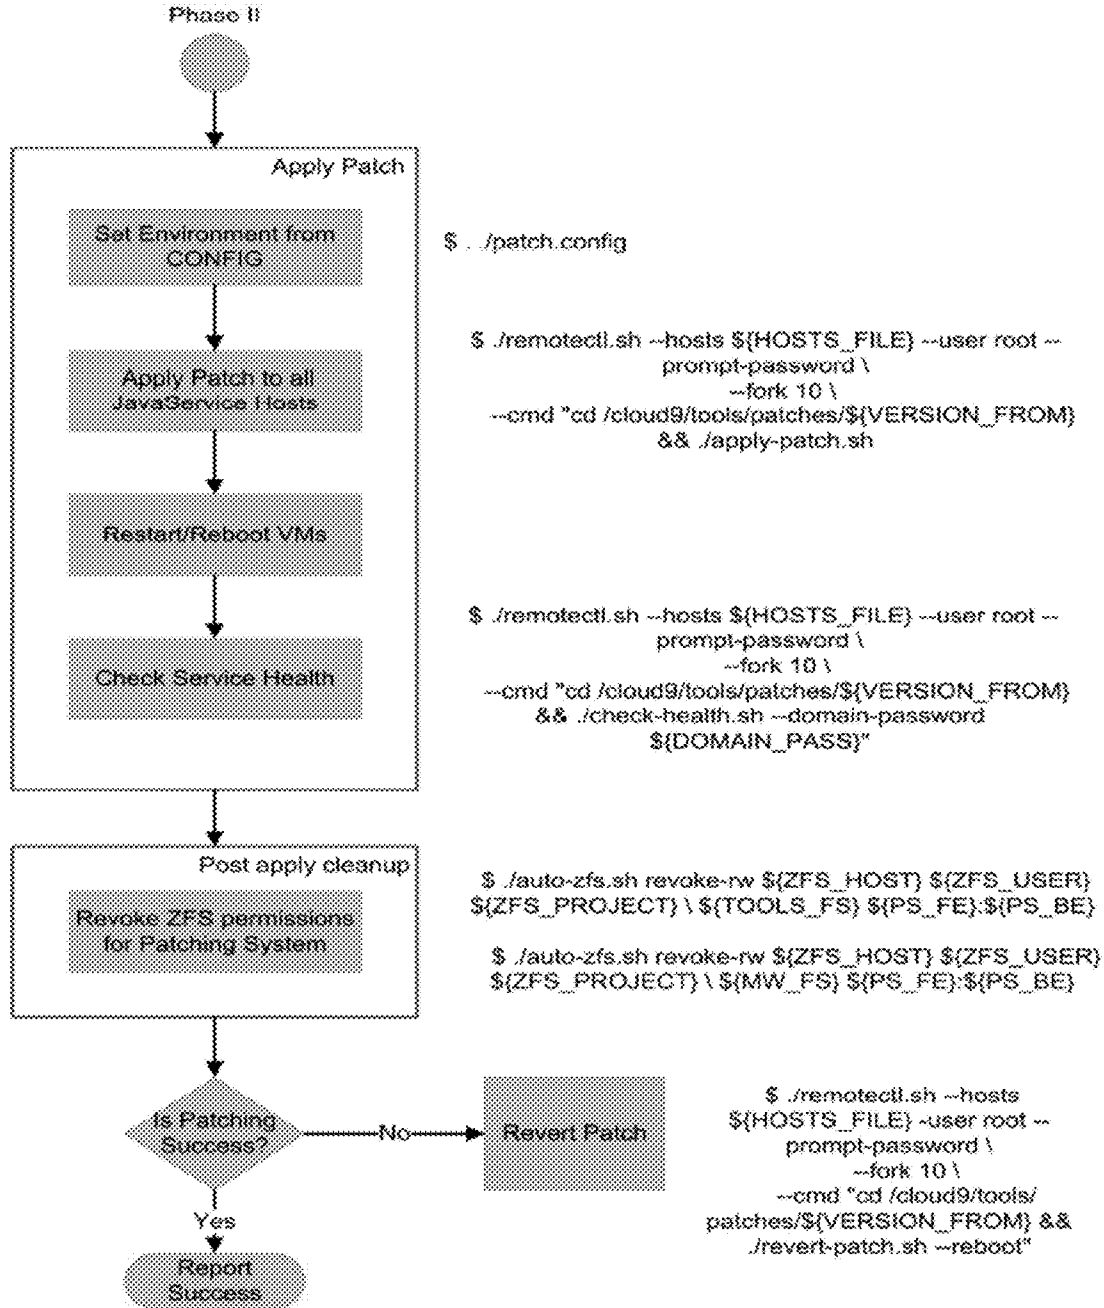 Phase II
Apply Patch
Set Environment from
CONFIG
$ . ./patch.config
Apply Patch to all
JavaService Hosts
$ ./remotectl.sh --hosts ${HOSTS_FILE} --user root --
prompt-password \
--fork 10 \
--cmd "cd /cloud9/tools/patches/${VERSION_FROM}
&& ./apply-patch.sh
Restart/Reboot VMs
Check Service Health
$ ./remotectl.sh --hosts ${HOSTS_FILE} --user root --
prompt-password \
--fork 10 \
--cmd "cd /cloud9/tools/patches/${VERSION_FROM}
&& ./check-health.sh --domain-password
${DOMAIN_PASS}"
Post apply cleanup
Revoke ZFS permissions
for Patching System
$ ./auto-zfs.sh revoke-rw ${ZFS_HOST} ${ZFS_USER}
${ZFS_PROJECT} \ ${TOOLS_FS} ${PS_FE}:${PS_BE}
$ ./auto-zfs.sh revoke-rw ${ZFS_HOST} ${ZFS_USER}
${ZFS_PROJECT} \ ${MW_FS} ${PS_FE}:${PS_BE}
Is Patching
Success?
No
Revert Patch
$ ./remotectl.sh --hosts
${HOSTS_FILE} -user root --
prompt-password \
--fork 10 \
--cmd "cd /cloud9/tools/
patches/${VERSION_FROM} &&
./revert-patch.sh --reboot"
Yes
Report
Success